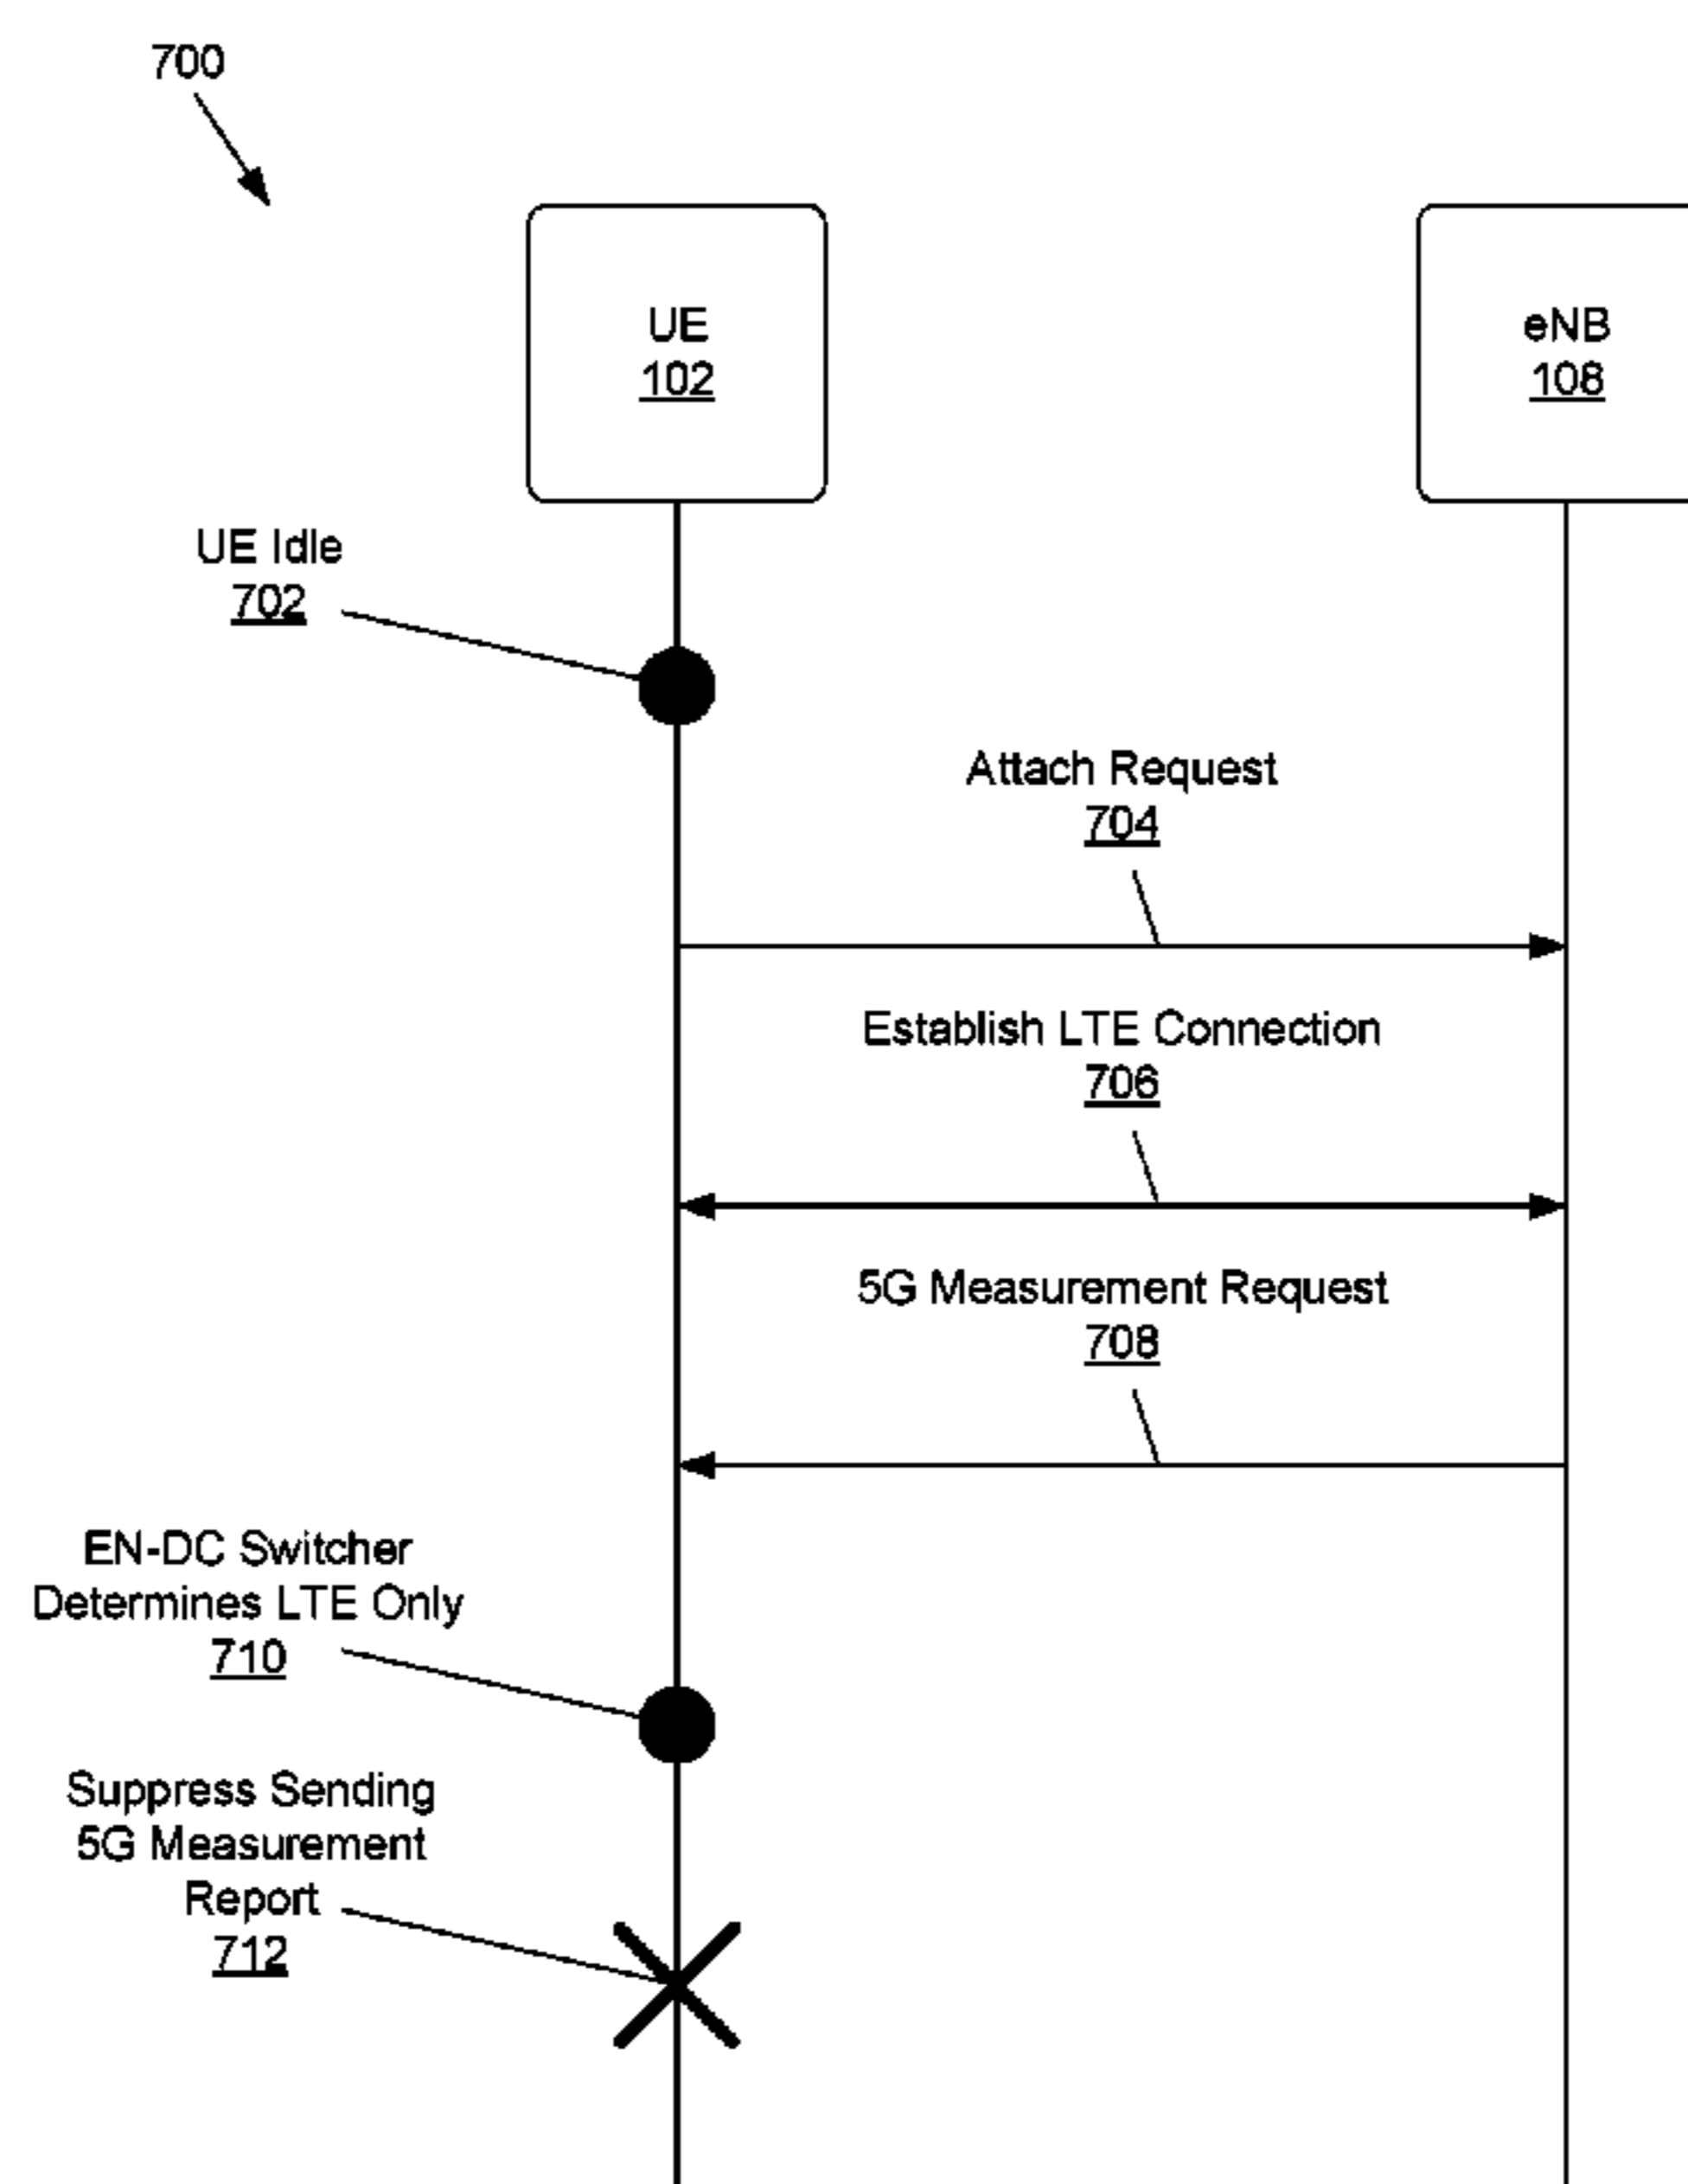 700
UE
102
eNB
108
UE Idle
702
Attach Request
704
Establish LTE Connection
706
5G Measurement Request
708
EN-DC Switcher
Determines LTE Only
710
Suppress Sending
5G Measurement
Report
712